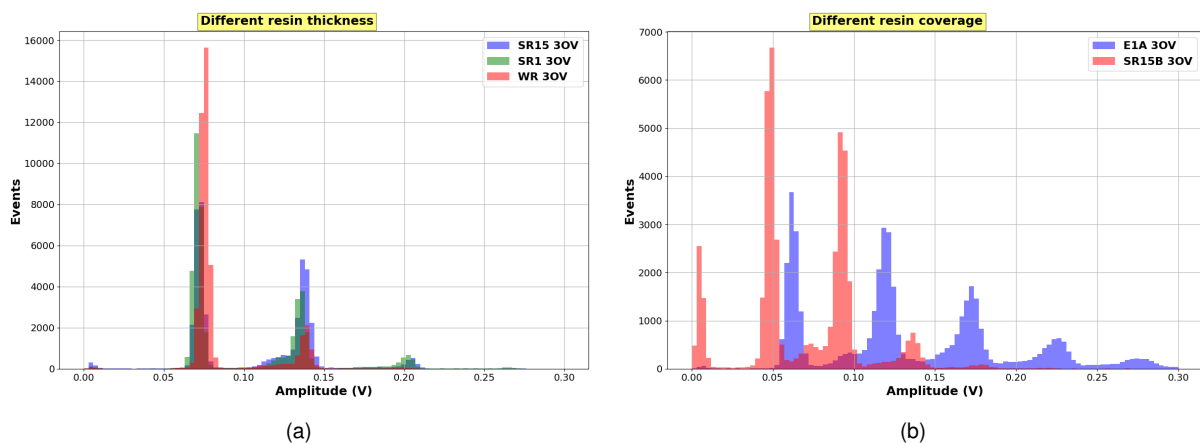 Different resin thickness
16000
14000
12000
10000
8000
6000
4000
2000
0
Events
0.00 0.05 0.10 0.15 0.20 0.25 0.30
Amplitude (V)
SR15 3OV
SR1 3OV
WR 3OV
(a)
Different resin coverage
7000
6000
5000
4000
3000
2000
1000
0
Events
0.00 0.05 0.10 0.15 0.20 0.25 0.30
Amplitude (V)
E1A 3OV
SR15B 3OV
(b)